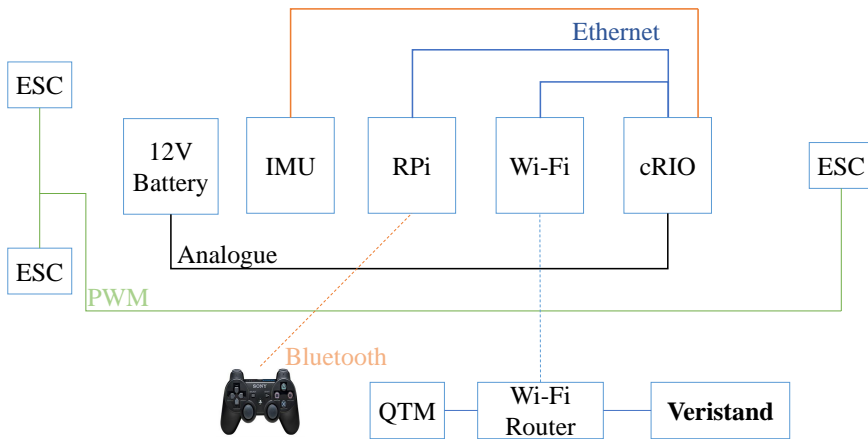 Ethernet
ESC
12V
Battery
IMU
RPi
Wi-Fi
cRIO
ESC
Analogue
ESC
PWM
Bluetooth
SONY
QTM
Wi-Fi
Router
Veristand